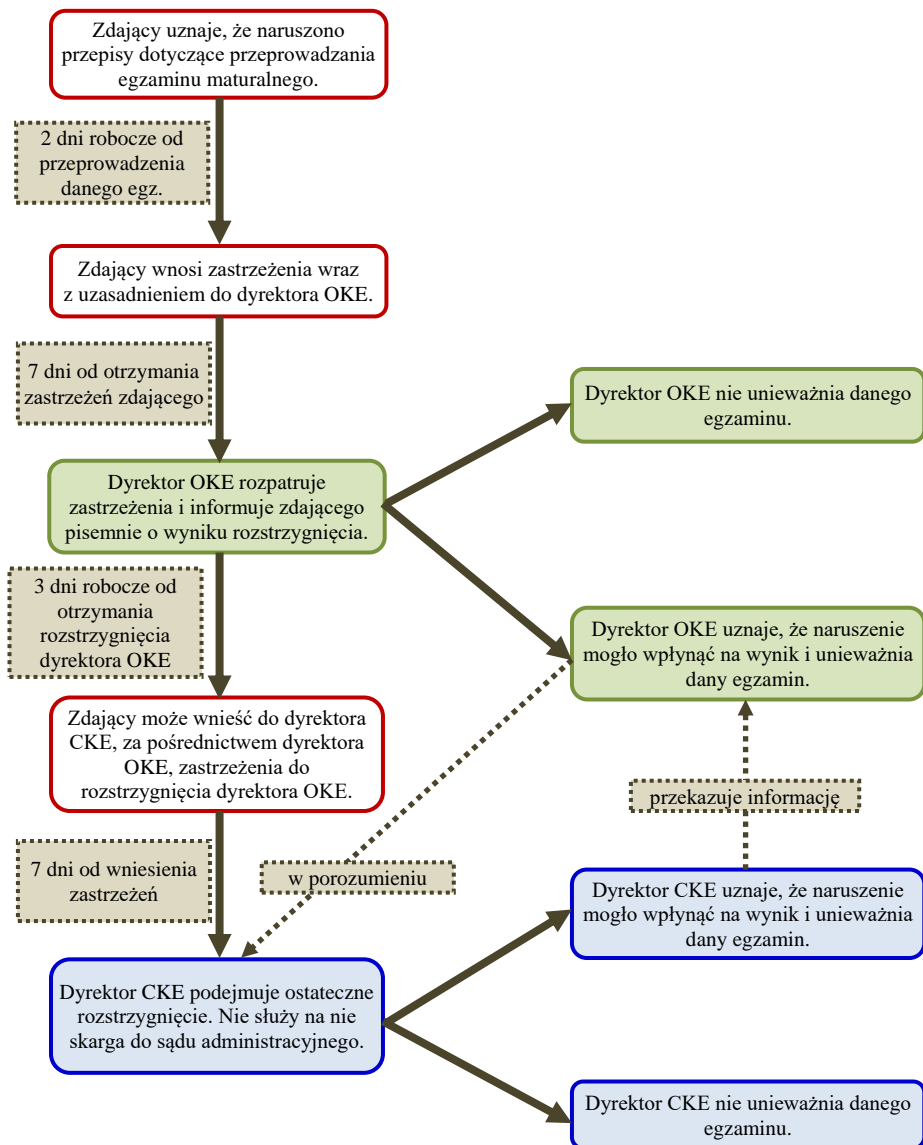 Zdający uznaje, że naruszono
przepisy dotyczące przeprowadzania
egzaminu maturalnego.
2 dni robocze od
przeprowadzenia
danego egz.
Zdający wnosi zastrzeżenia wraz
z uzasadnieniem do dyrektora OKE.
7 dni od otrzymania
zastrzeżeń zdającego
Dyrektor OKE nie unieważnia danego
egzaminu.
Dyrektor OKE rozpatruje
zastrzeżenia i informuje zdającego
pisemnie o wyniku rozstrzygnięcia.
3 dni robocze od
otrzymania
rozstrzygnięcia
dyrektora OKE
Dyrektor OKE uznaje, że naruszenie
mogło wpłynąć na wynik i unieważnia
dany egzamin.
Zdający może wnieść do dyrektora
CKE, za pośrednictwem dyrektora
OKE, zastrzeżenia do
rozstrzygnięcia dyrektora OKE.
przekazuje informację
7 dni od wniesienia
zastrzeżeń
w porozumieniu
Dyrektor CKE uznaje, że naruszenie
mogło wpłynąć na wynik i unieważnia
dany egzamin.
Dyrektor CKE podejmuje ostateczne
rozstrzygnięcie. Nie służy na nie
skarga do sądu administracyjnego.
Dyrektor CKE nie unieważnia danego
egzaminu.